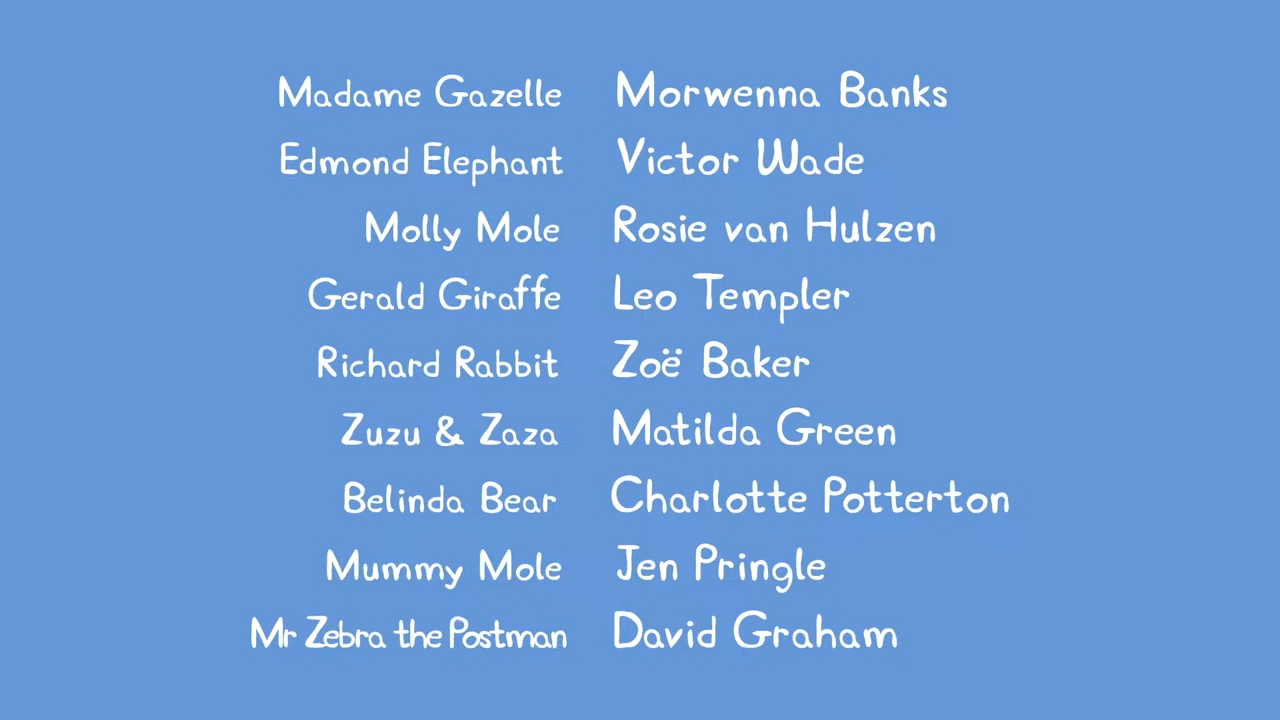 Madame Gazelle Morwenna Banks
Edmond Elephant Victor Wade
Molly Mole Rosie van Hulzen
Gerald Giraffe Leo Templer
Richard Rabbit Zoë Baker
Zuzu & Zaza Matilda Green
Belinda Bear Charlotte Potterton
Mummy Mole Jen Pringle
Mr Zebra the Postman David Graham